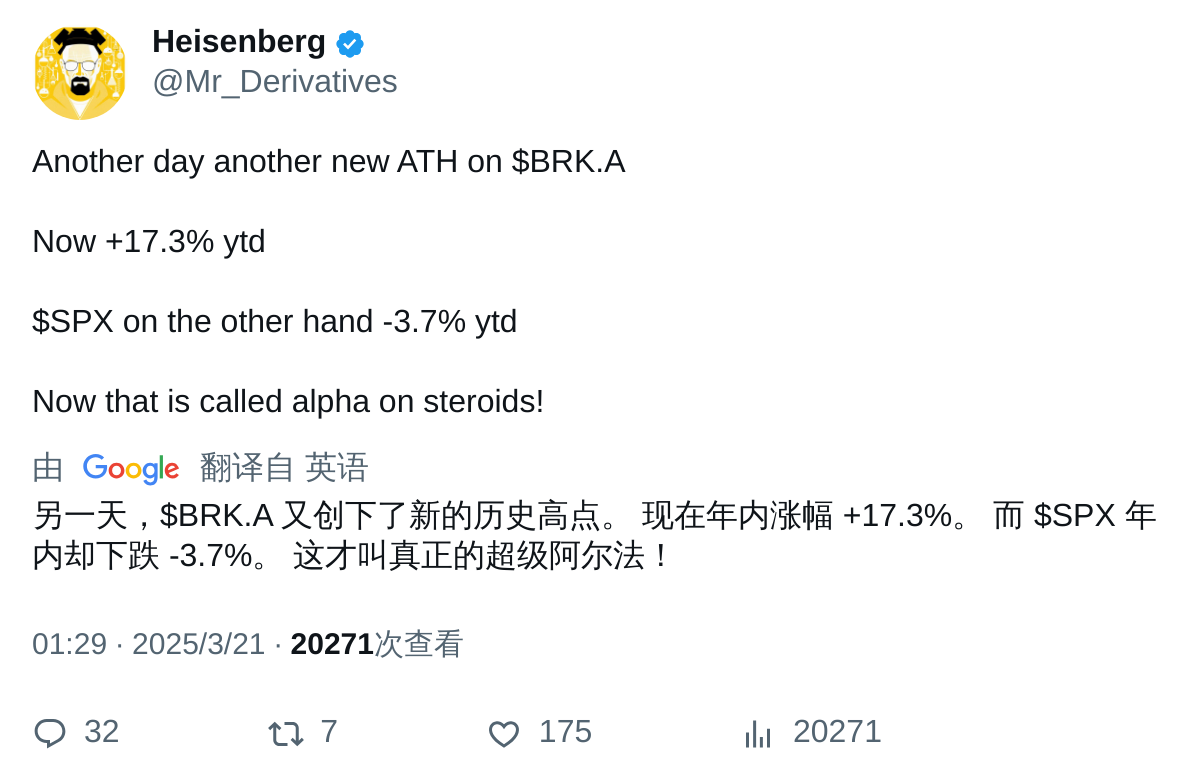 Heisenberg
@Mr_Derivatives
Another day another new ATH on $BRK.A
Now +17.3% ytd
$SPX on the other hand -3.7% ytd
Now that is called alpha on steroids!
由 Google 翻译自 英语
另一天，$BRK.A 又创下了新的历史高点。 现在年内涨幅 +17.3%。 而 $SPX 年
内却下跌 -3.7%。 这才叫真正的超级阿尔法！
01:29 · 2025/3/21 · 20271次查看
32 7 175 20271